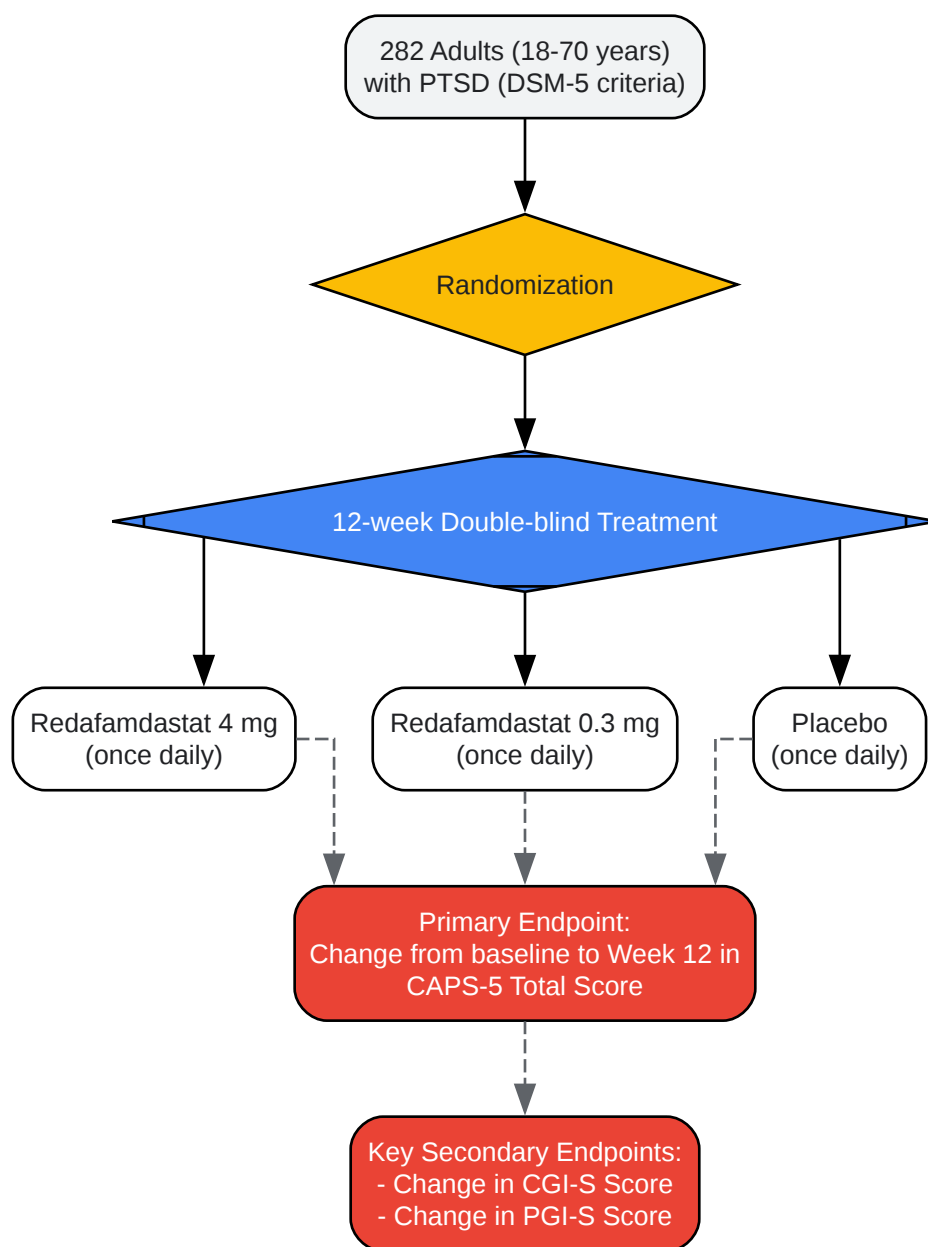 282 Adults (18-70 years)
with PTSD (DSM-5 criteria)
Randomization
12-week Double-blind Treatment
Redafamdastat 4 mg
(once daily)
Redafamdastat 0.3 mg
(once daily)
Placebo
(once daily)
Primary Endpoint:
Change from baseline to Week 12 in
CAPS-5 Total Score
Key Secondary Endpoints:
- Change in CGI-S Score
- Change in PGI-S Score